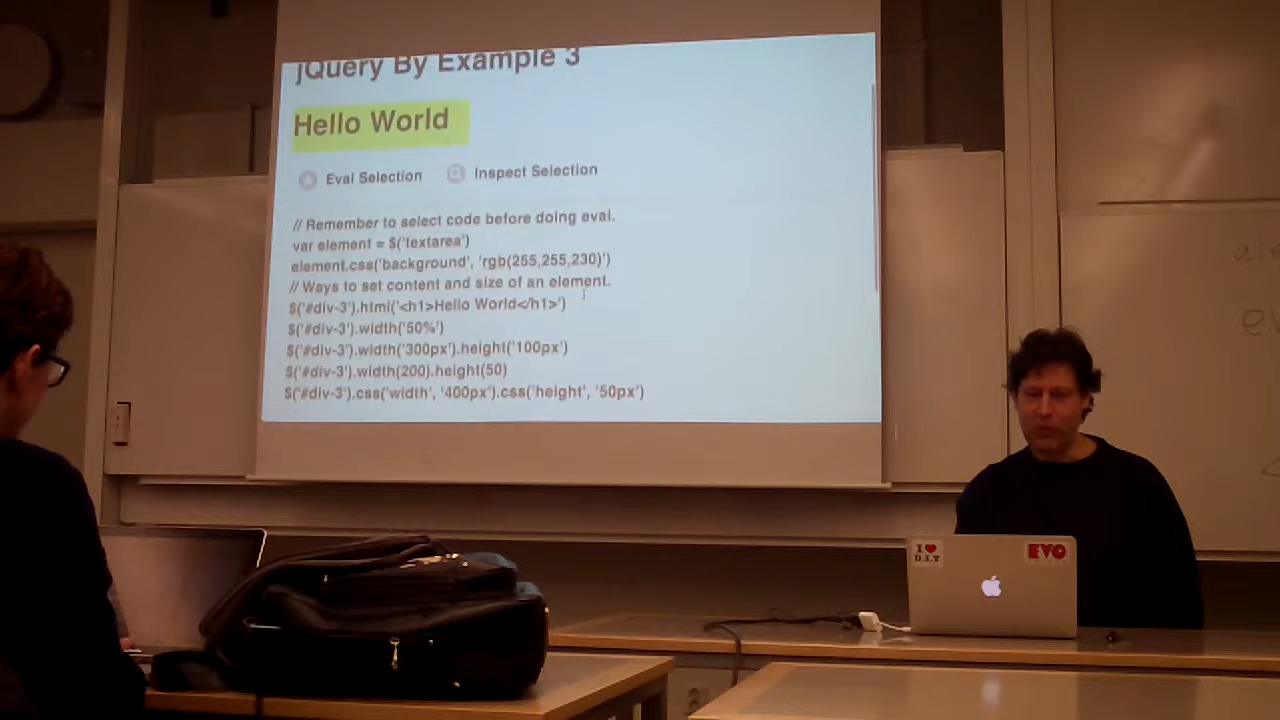 jQuery By Example 3
Hello World
Eval Selection Inspect Selection
// Remember to select code before doing eval.
var element = $('textarea')
element.css('background', 'rgb(255,255,230)')
// Ways to set content and size of an element.
$('#div-3').html('<h1>Hello World</h1>')
$('#div-3').width('50%')
$('#div-3').width('300px').height('100px')
$('#div-3').width(200).height(50)
$('#div-3').css('width', '400px').css('height', '50px')
I ♥
D.I.Y
EVO